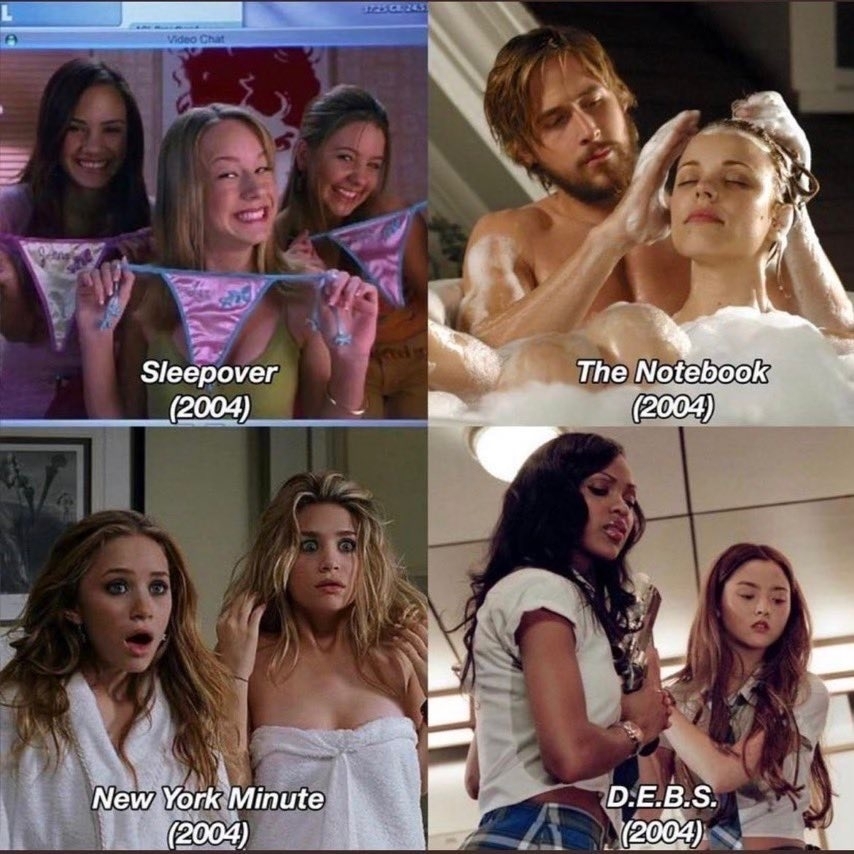 L
Video Chat
Sleepover
(2004)
The Notebook
(2004)
New York Minute
(2004)
D.E.B.S.
(2004)